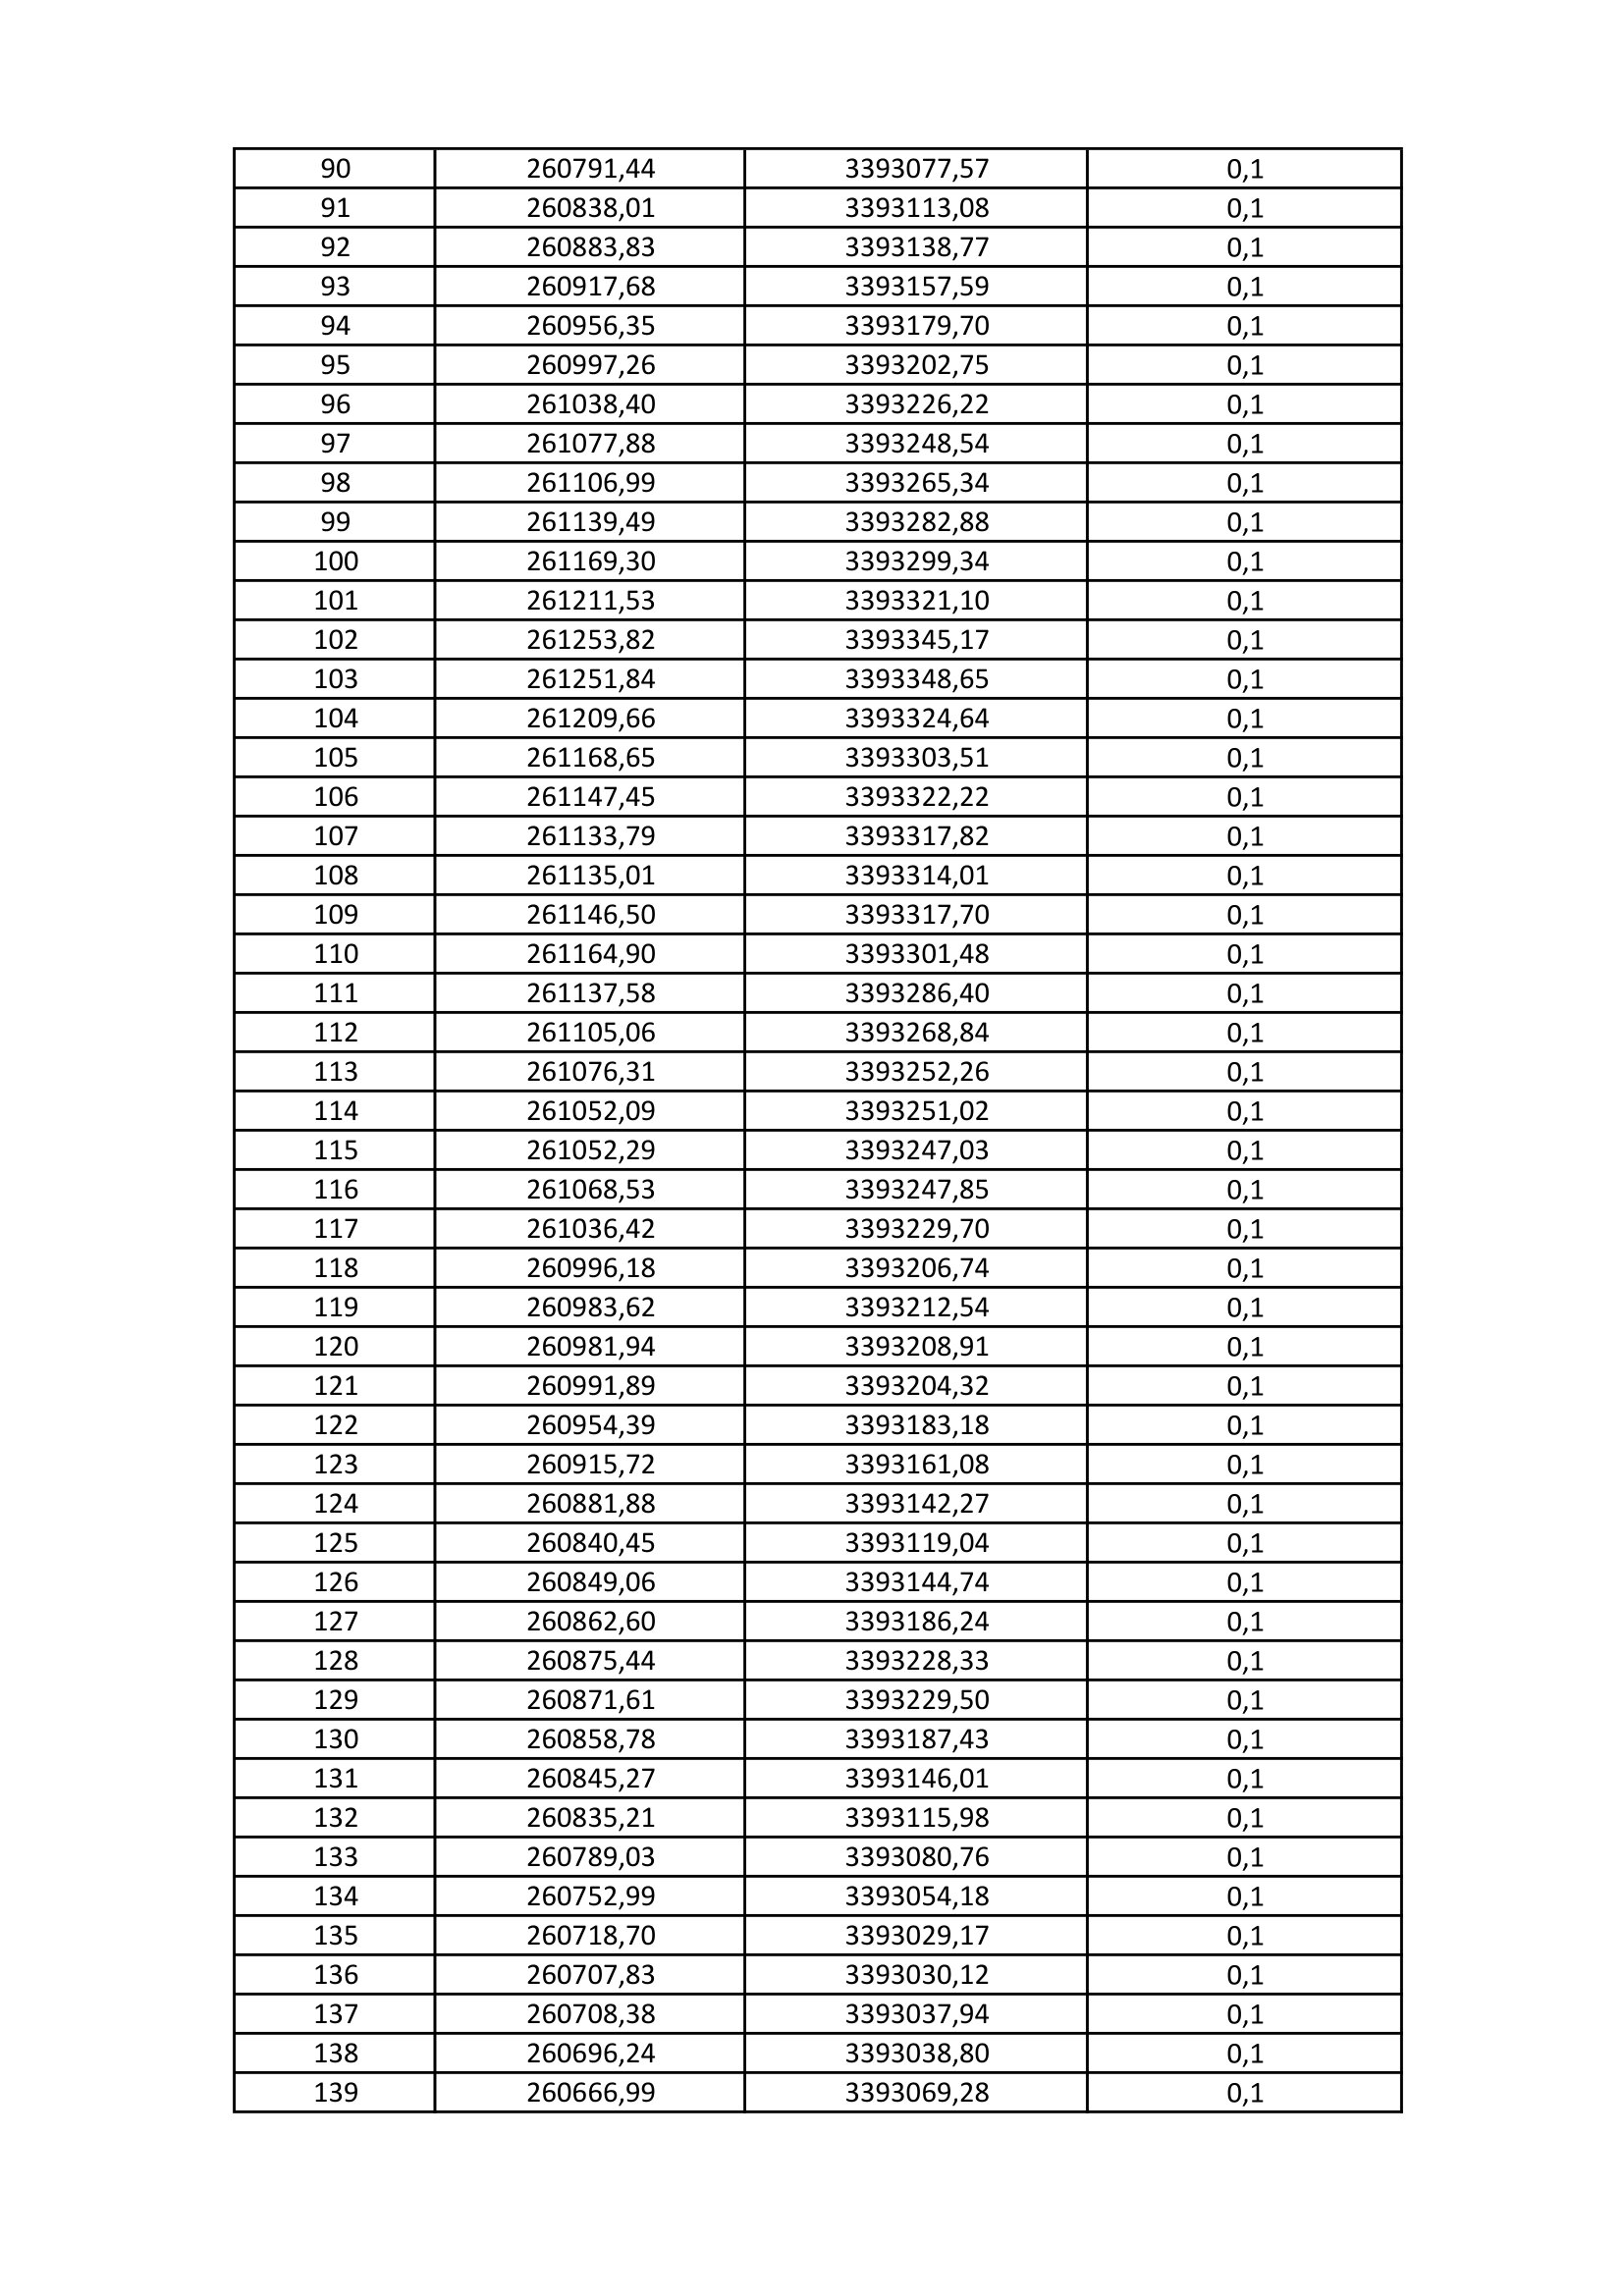 90 260791,44 3393077,57 0,1
91 260838,01 3393113,08 0,1
92 260883,83 3393138,77 0,1
93 260917,68 3393157,59 0,1
94 260956,35 3393179,70 0,1
95 260997,26 3393202,75 0,1
96 261038,40 3393226,22 0,1
97 261077,88 3393248,54 0,1
98 261106,99 3393265,34 0,1
99 261139,49 3393282,88 0,1
100 261169,30 3393299,34 0,1
101 261211,53 3393321,10 0,1
102 261253,82 3393345,17 0,1
103 261251,84 3393348,65 0,1
104 261209,66 3393324,64 0,1
105 261168,65 3393303,51 0,1
106 261147,45 3393322,22 0,1
107 261133,79 3393317,82 0,1
108 261135,01 3393314,01 0,1
109 261146,50 3393317,70 0,1
110 261164,90 3393301,48 0,1
111 261137,58 3393286,40 0,1
112 261105,06 3393268,84 0,1
113 261076,31 3393252,26 0,1
114 261052,09 3393251,02 0,1
115 261052,29 3393247,03 0,1
116 261068,53 3393247,85 0,1
117 261036,42 3393229,70 0,1
118 260996,18 3393206,74 0,1
119 260983,62 3393212,54 0,1
120 260981,94 3393208,91 0,1
121 260991,89 3393204,32 0,1
122 260954,39 3393183,18 0,1
123 260915,72 3393161,08 0,1
124 260881,88 3393142,27 0,1
125 260840,45 3393119,04 0,1
126 260849,06 3393144,74 0,1
127 260862,60 3393186,24 0,1
128 260875,44 3393228,33 0,1
129 260871,61 3393229,50 0,1
130 260858,78 3393187,43 0,1
131 260845,27 3393146,01 0,1
132 260835,21 3393115,98 0,1
133 260789,03 3393080,76 0,1
134 260752,99 3393054,18 0,1
135 260718,70 3393029,17 0,1
136 260707,83 3393030,12 0,1
137 260708,38 3393037,94 0,1
138 260696,24 3393038,80 0,1
139 260666,99 3393069,28 0,1